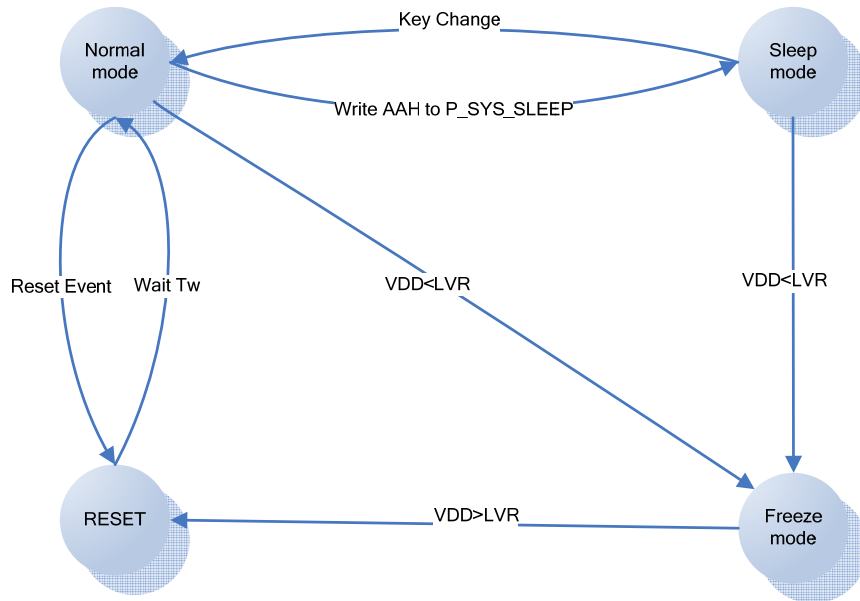 Key Change
Normal
mode
Sleep
mode
Write AAH to P_SYS_SLEEP
Reset Event
Wait Tw
VDD<LVR
VDD<LVR
RESET
VDD>LVR
Freeze
mode